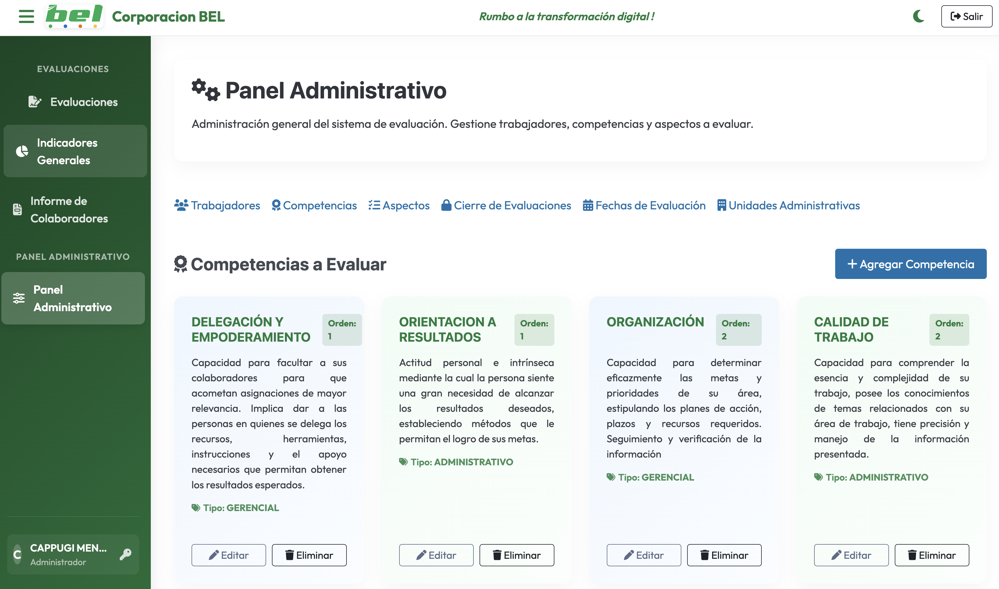 bel
Corporacion BEL
Rumbo a la transformación digital !
Salir
EVALUACIONES
Evaluaciones
Indicadores
Generales
Informe de
Colaboradores
PANEL ADMINISTRATIVO
Panel
Administrativo
C
CAPPUGI MEN...
Administrador
Panel Administrativo
Administración general del sistema de evaluación. Gestione trabajadores, competencias y aspectos a evaluar.
Trabajadores Competencias Aspectos Cierre de Evaluaciones Fechas de Evaluación Unidades Administrativas
Competencias a Evaluar
+ Agregar Competencia
DELEGACIÓN Y
EMPODERAMIENTO
Orden:
1
Capacidad para facultar a sus
colaboradores para que
acometan asignaciones de mayor
relevancia. Implica dar a las
personas en quienes se delega los
recursos, herramientas,
instrucciones y el apoyo
necesarios que permitan obtener
los resultados esperados.
Tipo: GERENCIAL
Editar
Eliminar
ORIENTACION A
RESULTADOS
Orden:
1
Actitud personal e intrínseca
mediante la cual la persona siente
una gran necesidad de alcanzar
los resultados deseados,
estableciendo métodos que le
permitan el logro de sus metas.
Tipo: ADMINISTRATIVO
Editar
Eliminar
ORGANIZACIÓN
Orden:
2
Capacidad para determinar
eficazmente las metas y
prioridades de su área,
estipulando los planes de acción,
plazos y recursos requeridos.
Seguimiento y verificación de la
información
Tipo: GERENCIAL
Editar
Eliminar
CALIDAD DE
TRABAJO
Orden:
2
Capacidad para comprender la
esencia y complejidad de su
trabajo, posee los conocimientos
de temas relacionados con su
área de trabajo, tiene precisión y
manejo de la información
presentada.
Tipo: ADMINISTRATIVO
Editar
Eliminar